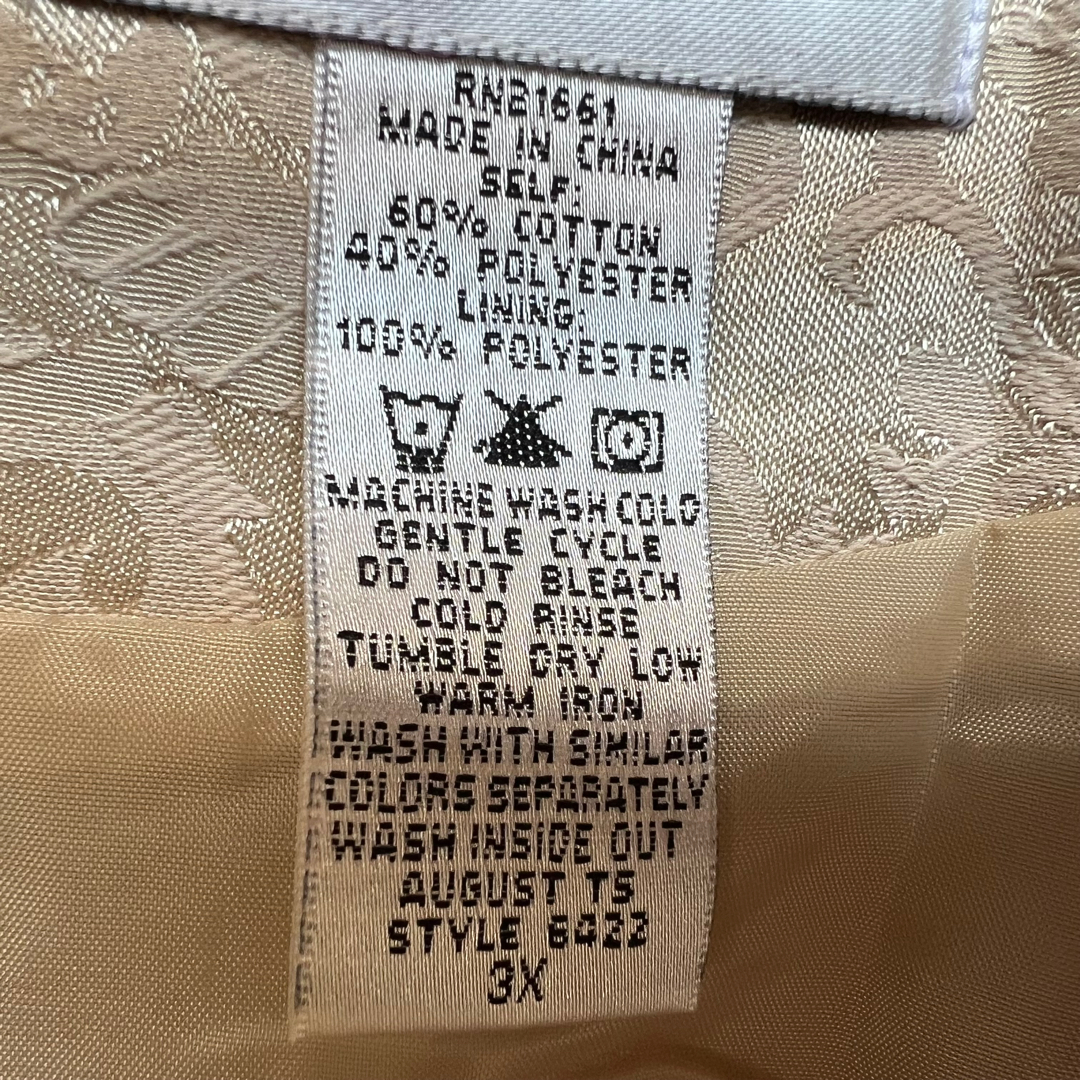 RN81661
MADE IN CHINA
SELF:
60% COTTON
40% POLYESTER
LINING:
100% POLYESTER
MACHINE WASH COLD
GENTLE CYCLE
DO NOT BLEACH
COLD RINSE
TUMBLE DRY LOW
WARM IRON
WASH WITH SIMILAR
COLORS SEPARATELY
WASH INSIDE OUT
AUGUST TS
STYLE 6422
3X